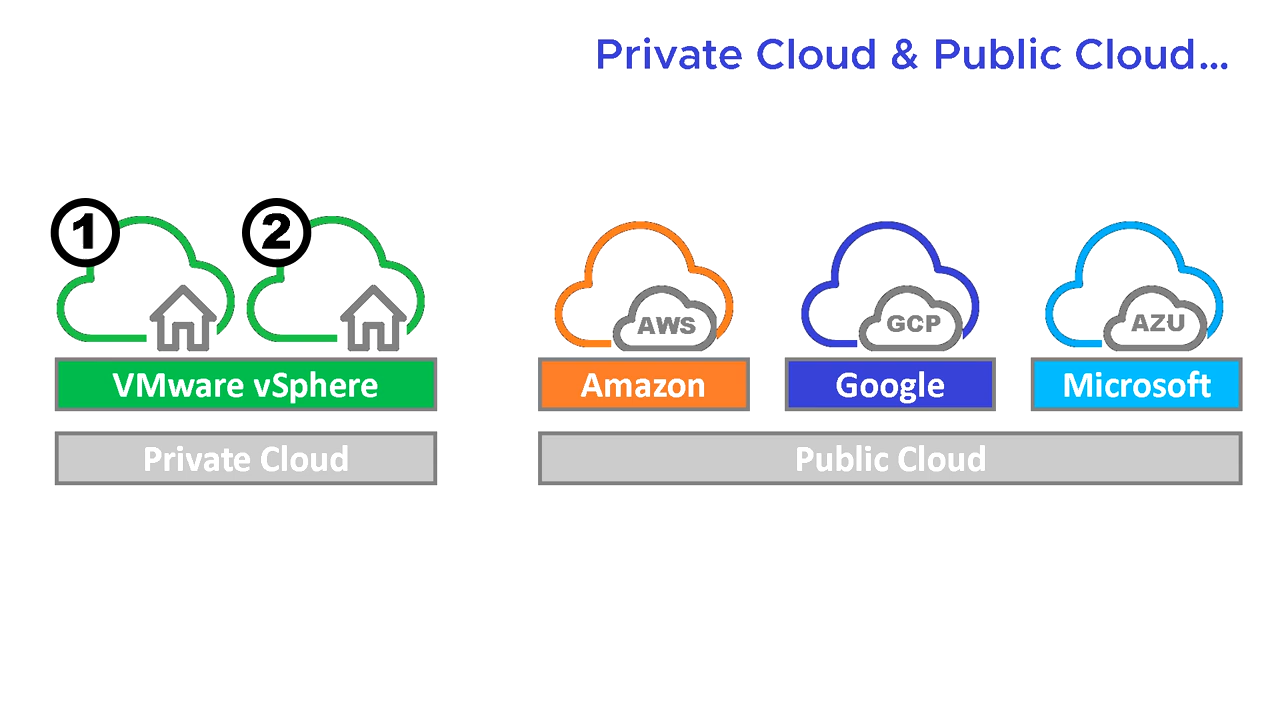 Private Cloud & Public Cloud...
1
2
AWS
GCP
AZU
VMware vSphere
Amazon
Google
Microsoft
Private Cloud
Public Cloud